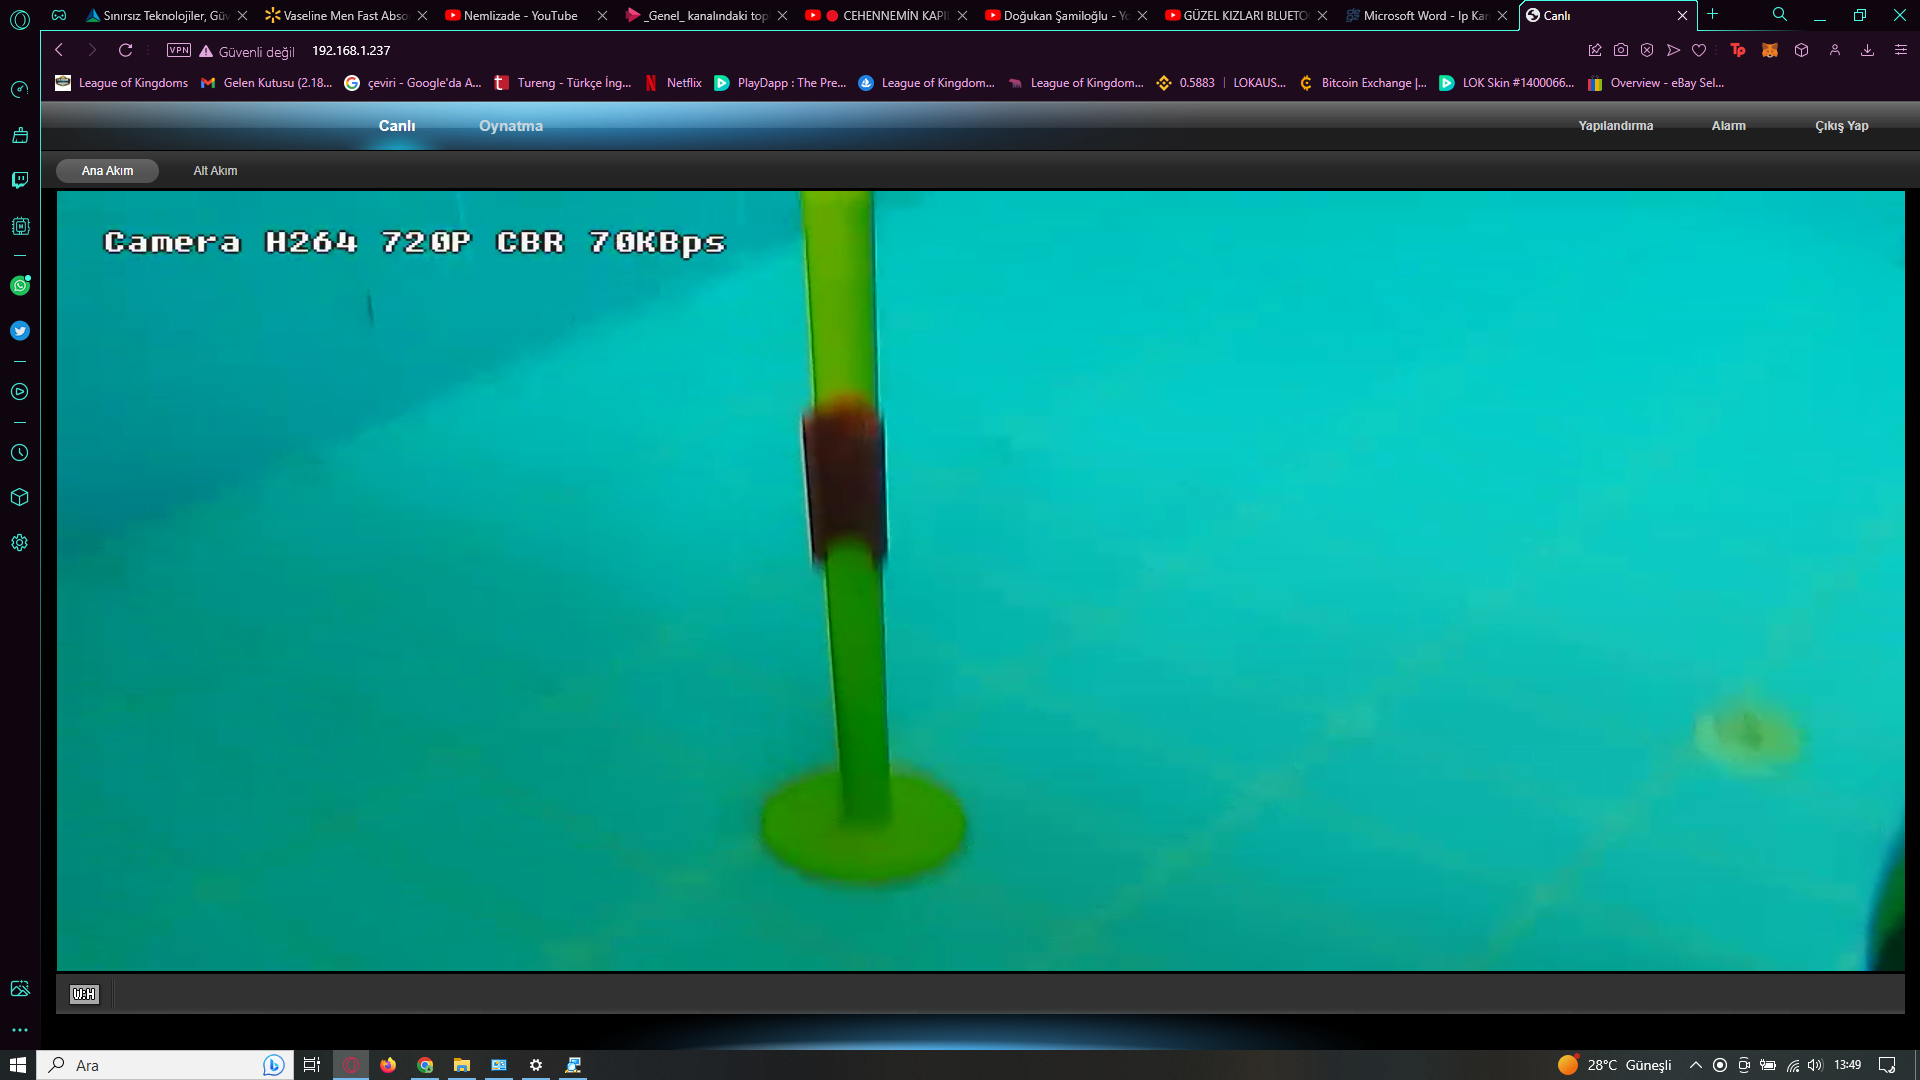 Sınırsız Teknolojiler, Gü
Vaseline Men Fast Abso
Nemlizade - YouTube
_Genel_ kanalındaki top
CEHENNEMİN KAPI
Doğukan Şamiloğlu - Yo
GÜZEL KIZLARI BLUETO
Microsoft Word - Ip Ka
Canlı
VPN
Güvenli değil
192.168.1.237
League of Kingdoms
Gelen Kutusu (2.18...
çeviri - Google'da A...
Tureng - Türkçe İng...
Netflix
PlayDapp : The Pre...
League of Kingdom...
League of Kingdom...
0.5883 | LOKAUS...
Bitcoin Exchange |...
LOK Skin #1400066...
Overview - eBay Sel...
Canlı
Oynatma
Yapılandırma
Alarm
Çıkış Yap
Ana Akım
Alt Akım
Camera H264 720P CBR 70KBps
W:H
Ara
28°C Güneşli
13:49